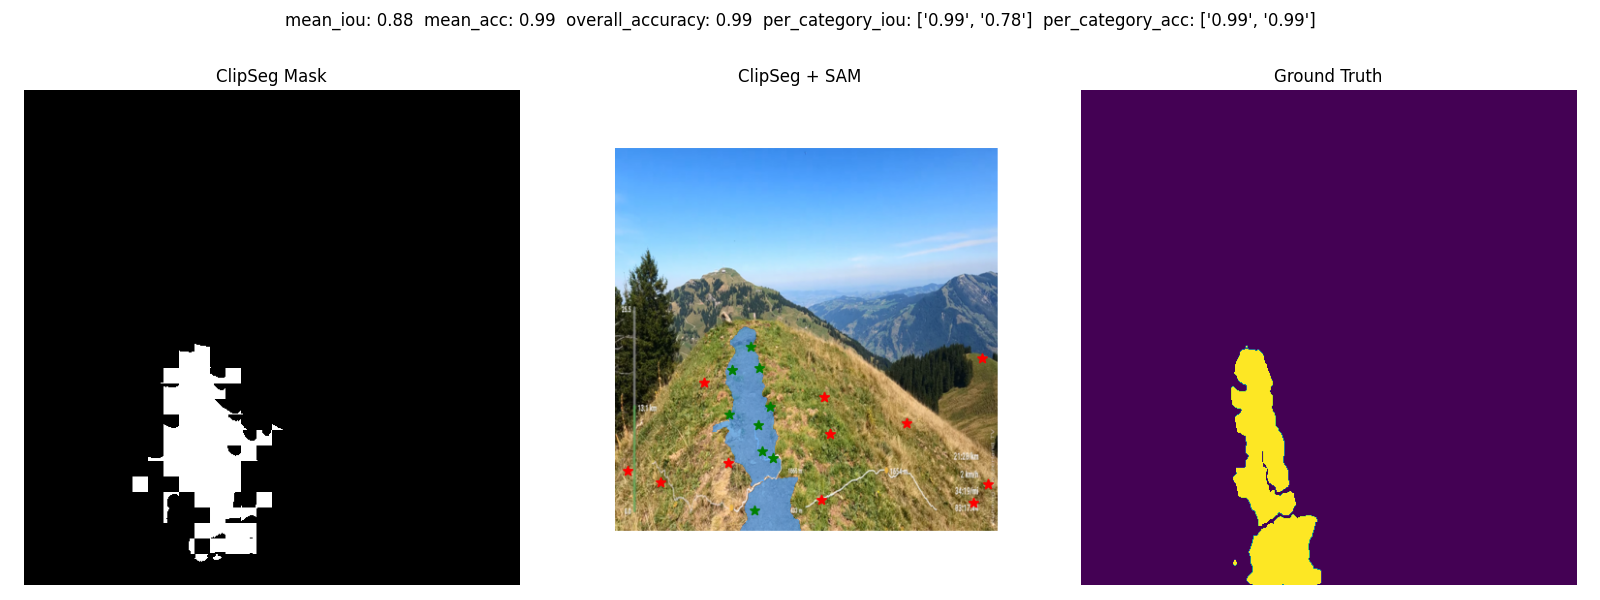 mean_iou: 0.88  mean_acc: 0.99  overall_accuracy: 0.99  per_category_iou: ['0.99', '0.78']  per_category_acc: ['0.99', '0.99']
ClipSeg Mask
ClipSeg + SAM
Ground Truth